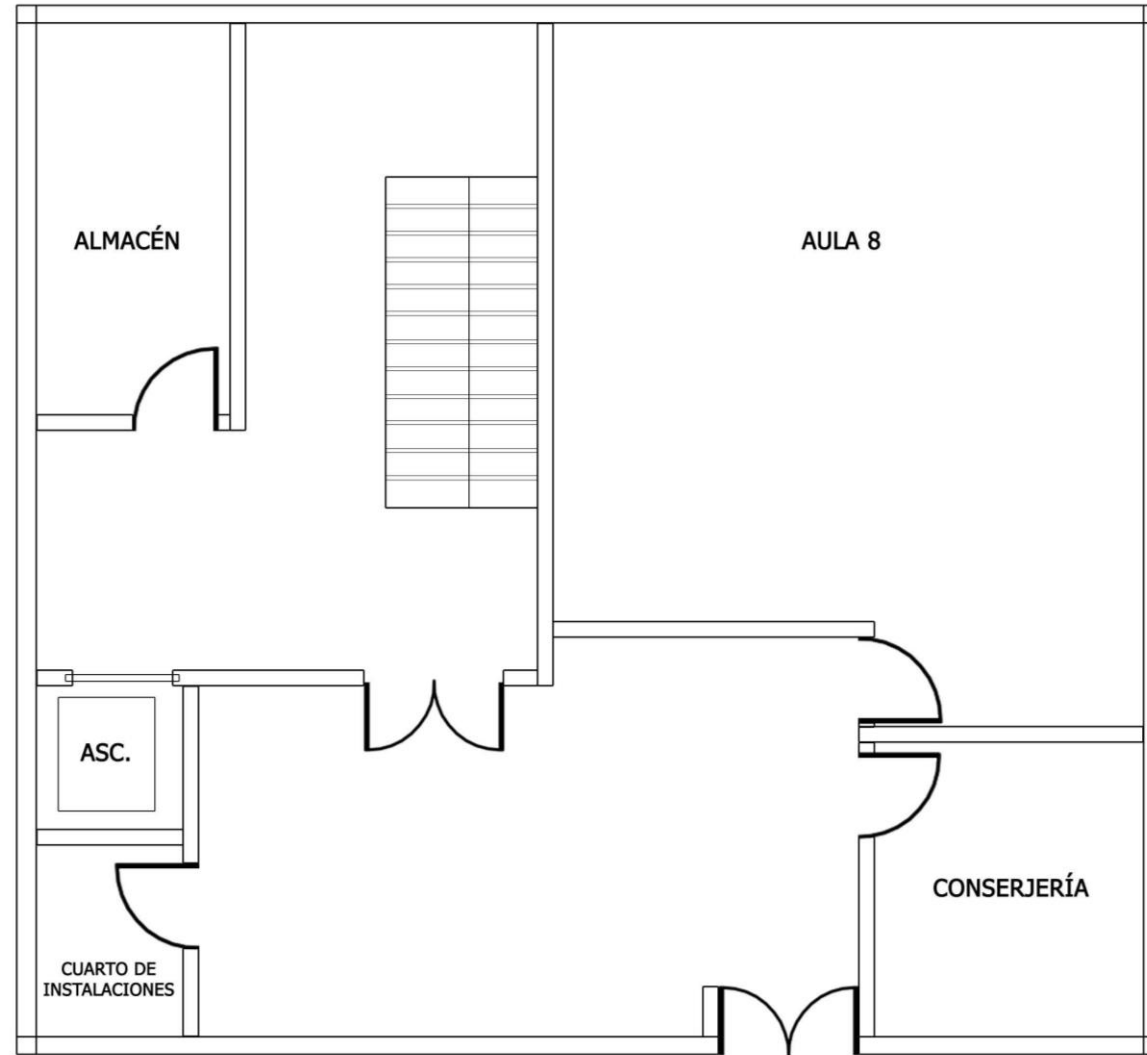 ALMACÉN
AULA 8
ASC.
CONSERJERÍA
CUARTO DE
INSTALACIONES